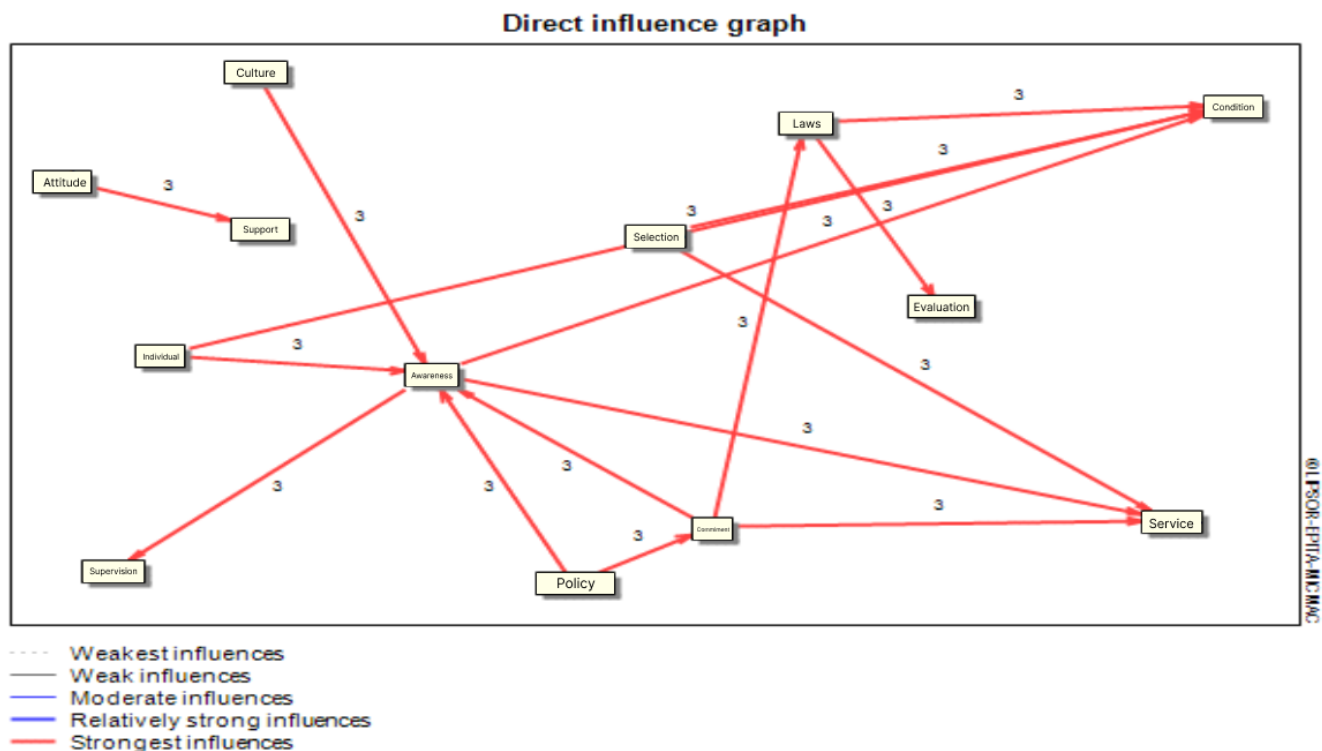 Direct influence graph
Culture
Laws
3
Condition
3
Attitude
3
Support
3
3
3
3
Selection
Evaluation
3
3
Individual
3
Awareness
3
3
3
3
3
3
3
Commiment
Service
Supervision
Policy
@LIPSOR-EPITA-MICMAC
Weakest influences
Weak influences
Moderate influences
Relatively strong influences
Strongest influences